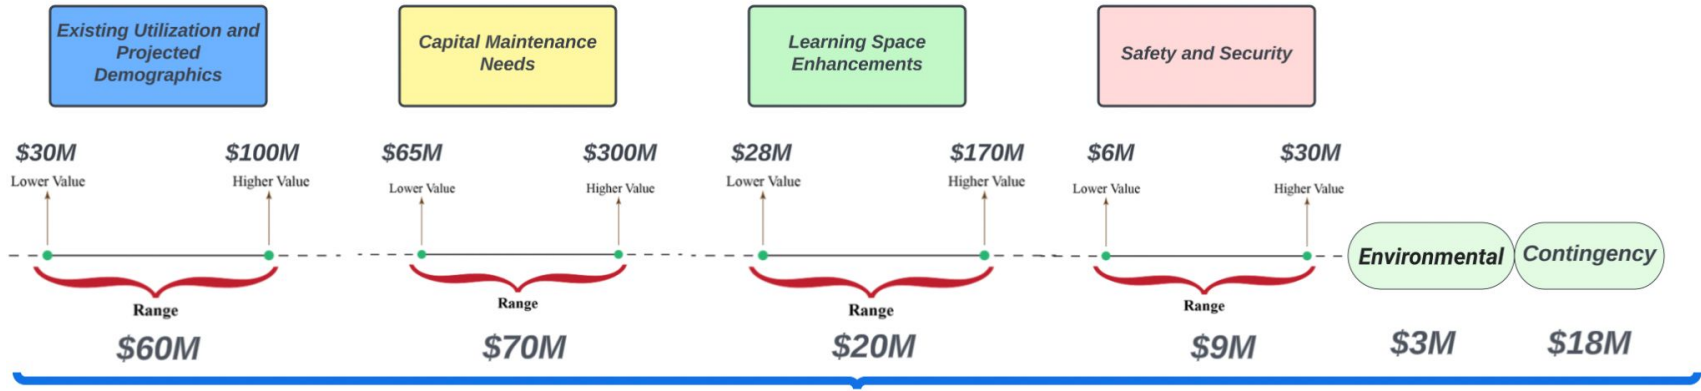 Existing Utilization and
Projected
Demographics
Capital Maintenance
Needs
Learning Space
Enhancements
Safety and Security
$30M
$100M
$65M
$300M
$28M
$170M
$6M
$30M
Lower Value
Higher Value
Lower Value
Higher Value
Lower Value
Higher Value
Lower Value
Higher Value
Environmental
Contingency
Range
Range
Range
Range
$60M
$70M
$20M
$9M
$3M
$18M